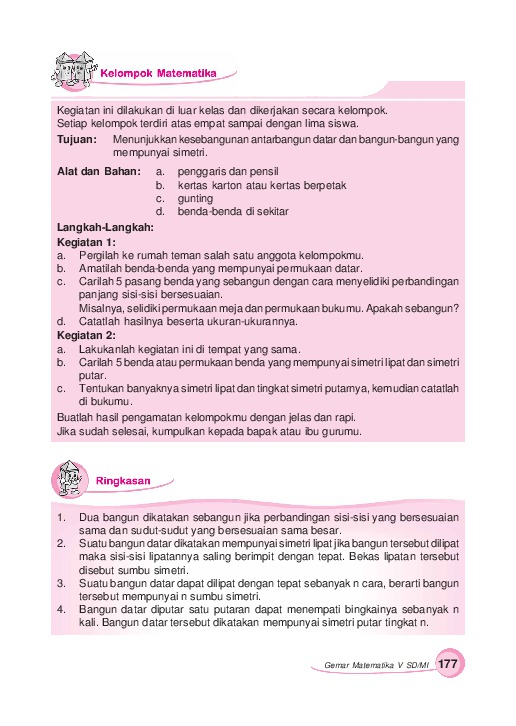 Kelompok Matematika
Kegiatan ini dilakukan di luar kelas dan dikerjakan secara kelompok.
Setiap kelompok terdiri atas empat sampai dengan lima siswa.
Tujuan: Menunjukkan kesebangunan antarbangun datar dan bangun-bangun yang
mempunyai simetri.
Alat dan Bahan: a. penggaris dan pensil
b. kertas karton atau kertas berpetak
c. gunting
d. benda-benda di sekitar
Langkah-Langkah:
Kegiatan 1:
a. Pergilah ke rumah teman salah satu anggota kelompokmu.
b. Amatilah benda-benda yang mempunyai permukaan datar.
c. Carilah 5 pasang benda yang sebangun dengan cara menyelidiki perbandingan
panjang sisi-sisi bersesuaian.
Misalnya, selidiki permukaan meja dan permukaan bukumu. Apakah sebangun?
d. Catatlah hasilnya beserta ukuran-ukurannya.
Kegiatan 2:
a. Lakukanlah kegiatan ini di tempat yang sama.
b. Carilah 5 benda atau permukaan benda yang mempunyai simetri lipat dan simetri
putar.
c. Tentukan banyaknya simetri lipat dan tingkat simetri putarnya, kemudian catatlah
di bukumu.
Buatlah hasil pengamatan kelompokmu dengan jelas dan rapi.
Jika sudah selesai, kumpulkan kepada bapak atau ibu gurumu.
Ringkasan
1. Dua bangun dikatakan sebangun jika perbandingan sisi-sisi yang bersesuaian
sama dan sudut-sudut yang bersesuaian sama besar.
2. Suatu bangun datar dikatakan mempunyai simetri lipat jika bangun tersebut dilipat
maka sisi-sisi lipatannya saling berimpit dengan tepat. Bekas lipatan tersebut
disebut sumbu simetri.
3. Suatu bangun datar dapat dilipat dengan tepat sebanyak n cara, berarti bangun
tersebut mempunyai n sumbu simetri.
4. Bangun datar diputar satu putaran dapat menempati bingkainya sebanyak n
kali. Bangun datar tersebut dikatakan mempunyai simetri putar tingkat n.
Gemar Matematika V SD/MI 177